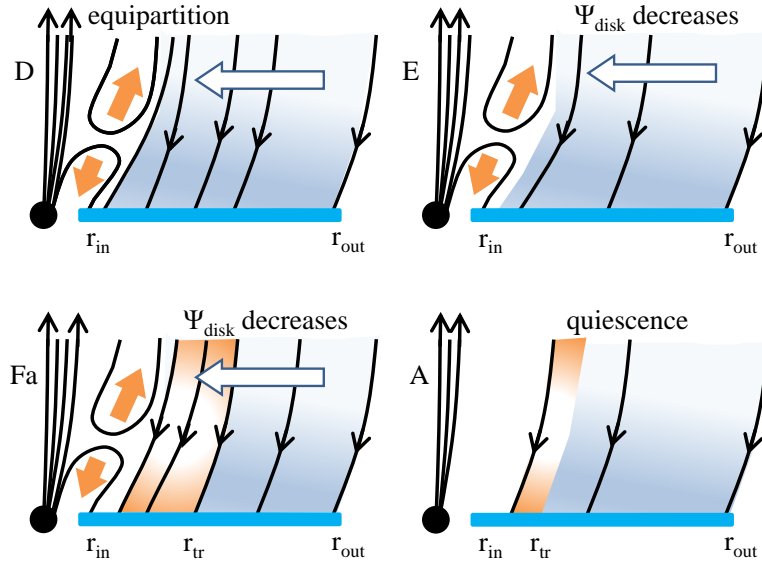 equipartition
D
r_in
r_out
Ψ_disk decreases
E
r_in
r_out
Ψ_disk decreases
Fa
r_in
r_tr
r_out
quiescence
A
r_in
r_tr
r_out